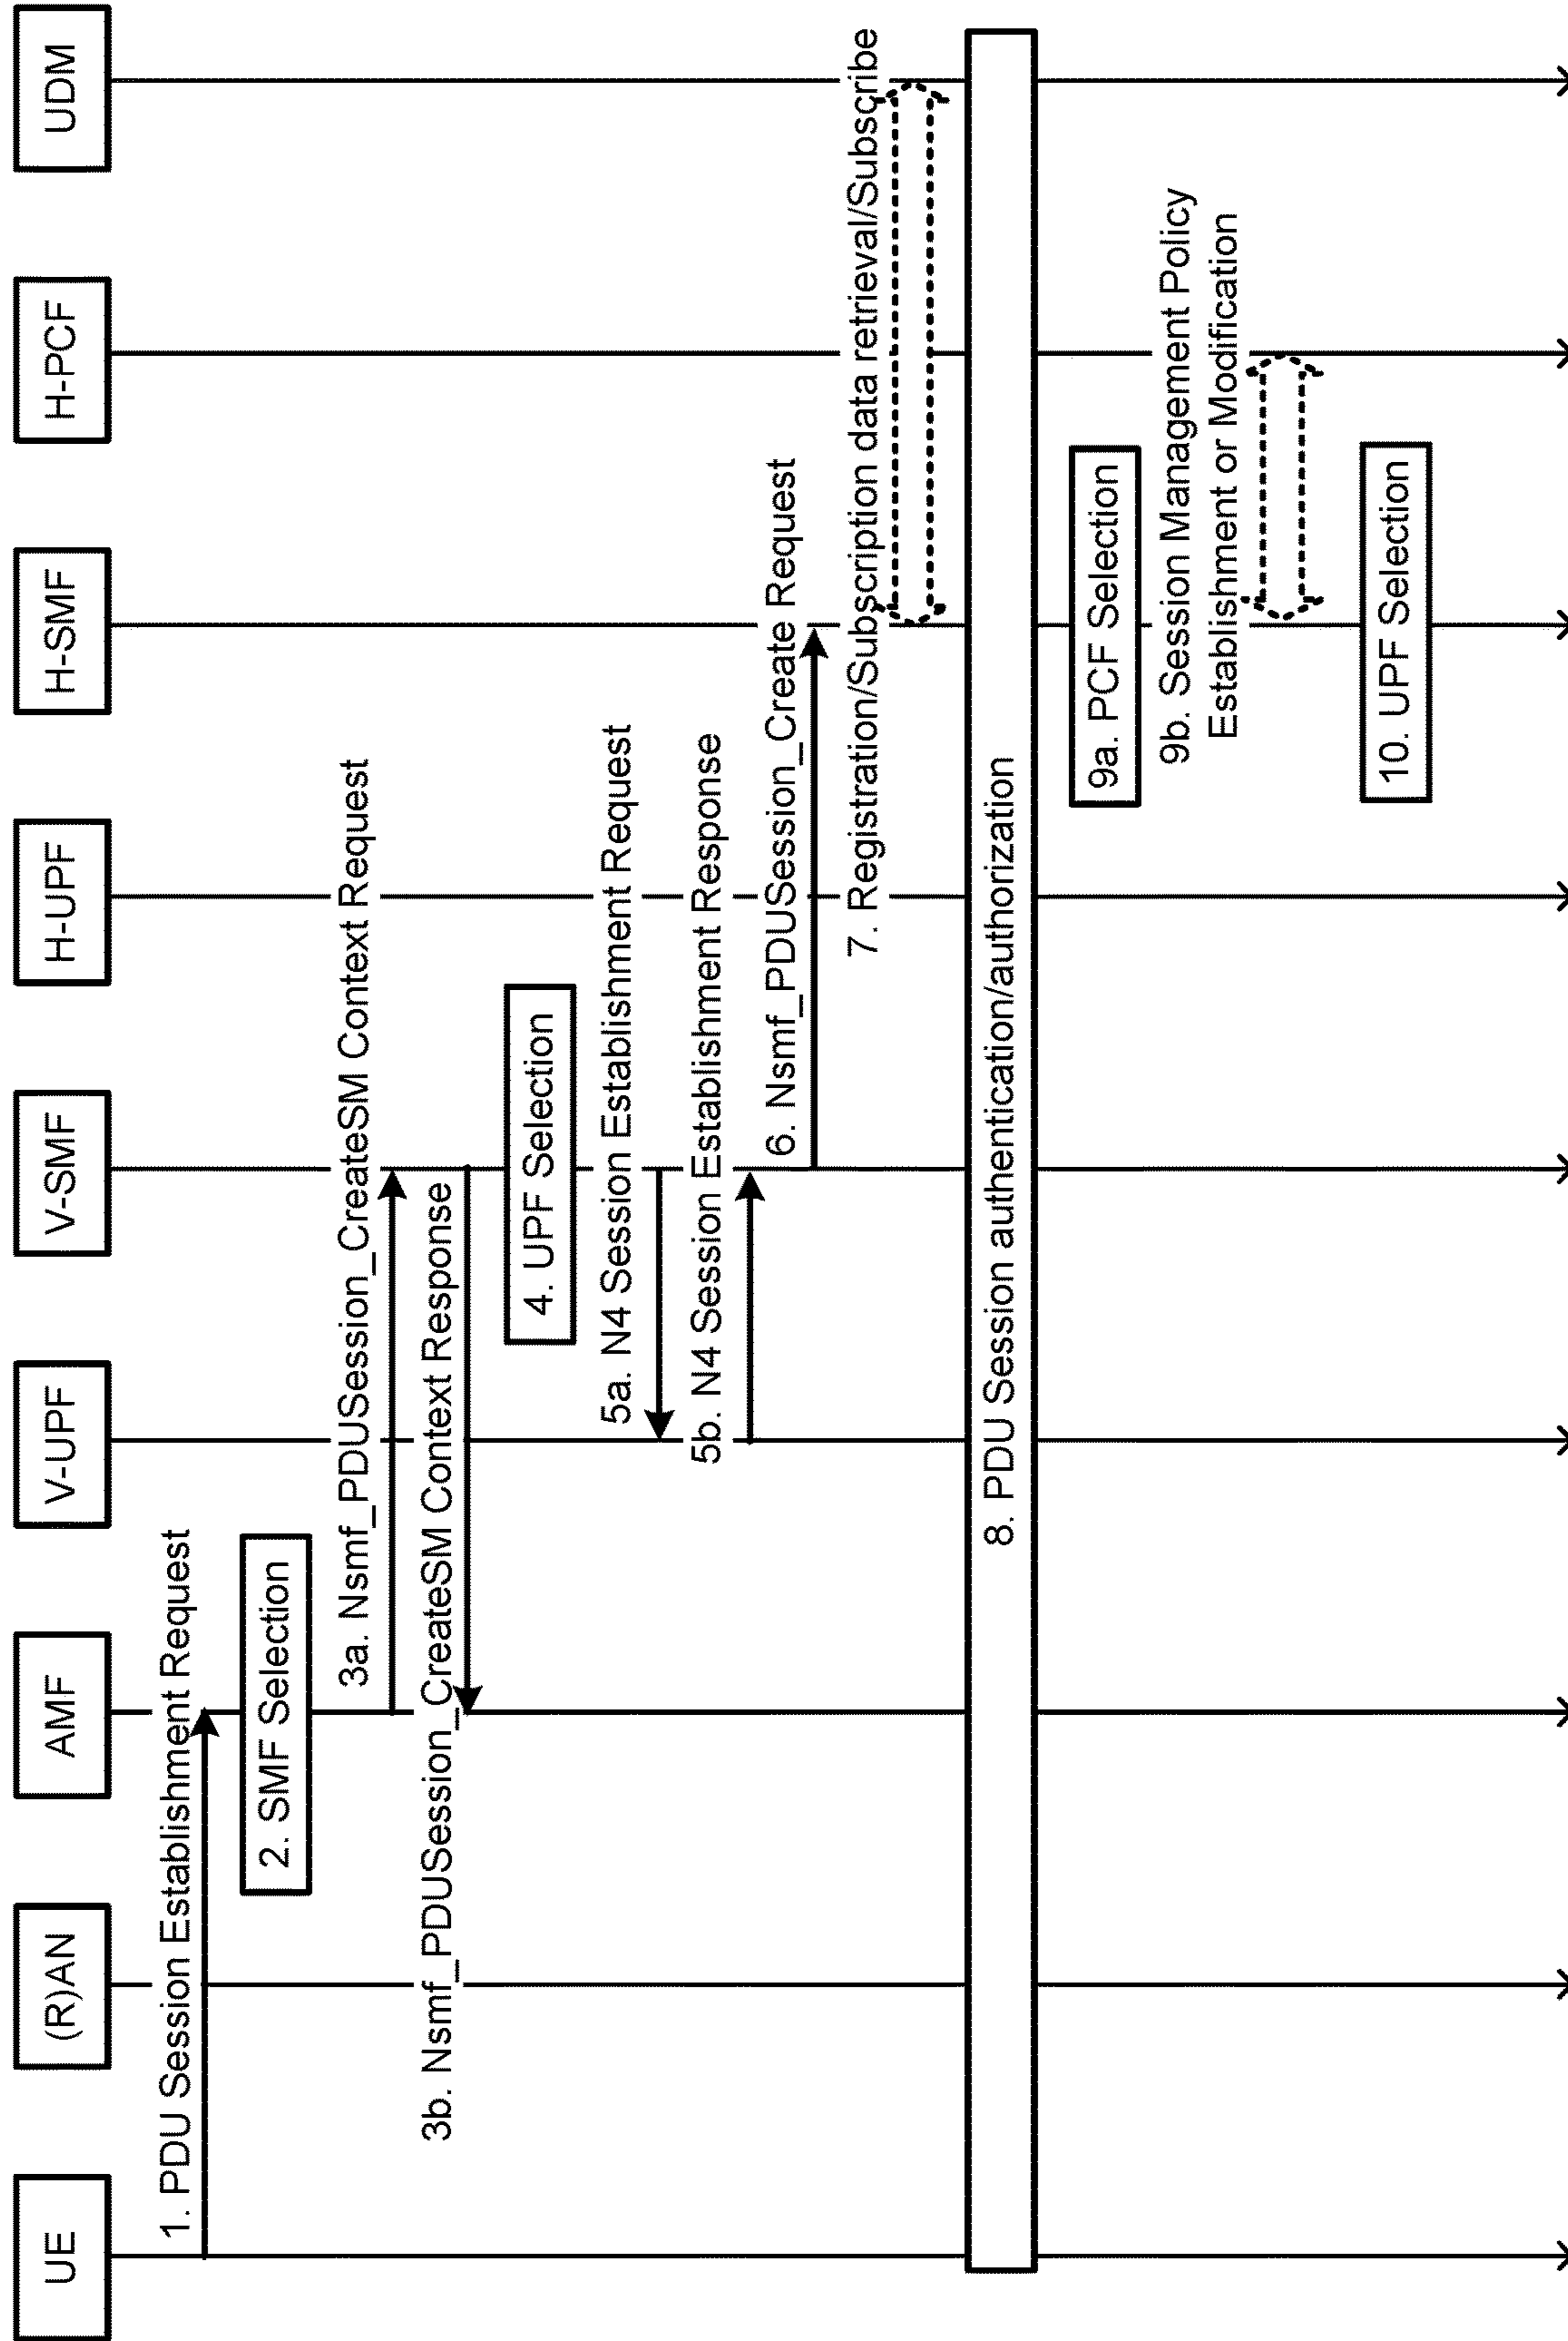 UE
(R)AN
AMF
V-UPF
V-SMF
H-UPF
H-SMF
H-PCF
UDM
1. PDU Session Establishment Request
2. SMF Selection
3a. Nsmf_PDUSession_CreateSM Context Request
3b. Nsmf_PDUSession_CreateSM Context Response
4. UPF Selection
5a. N4 Session Establishment Request
5b. N4 Session Establishment Response
6. Nsmf_PDUSession_Create Request
7. Registration/Subscription data retrieval/Subscribe
8. PDU Session authentication/authorization
9a. PCF Selection
9b. Session Management Policy
Establishment or Modification
10. UPF Selection